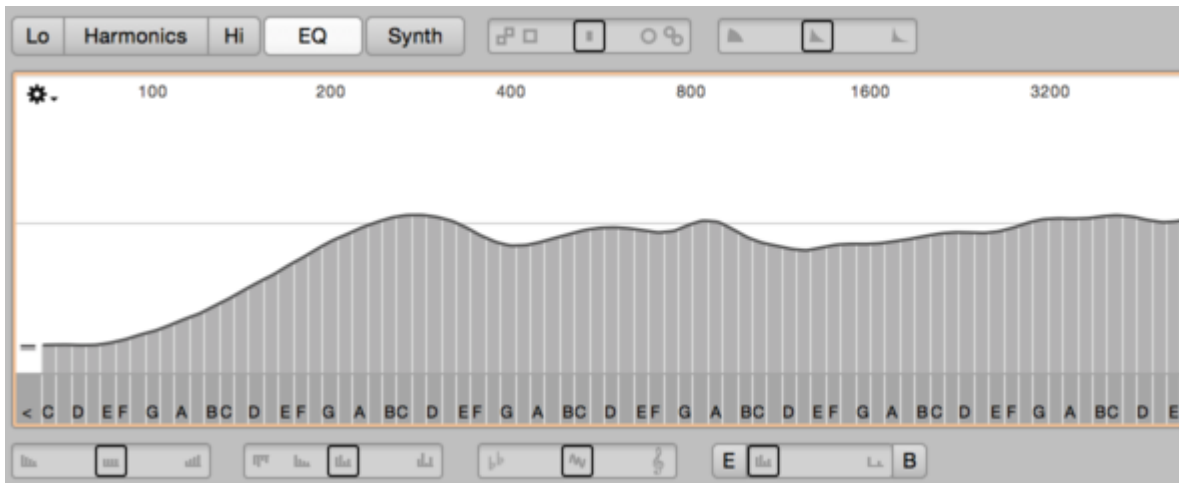 Lo Harmonics Hi EQ Synth
100 200 400 800 1600 3200
< C D E F G A B C D E F G A B C D E F G A B C D E F G A B C D E F G A B C D E F G A B C D E
E B